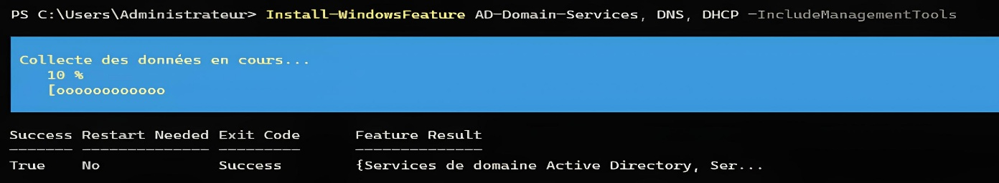 PS C:\Users\Administrateur> Install-WindowsFeature AD-Domain-Services, DNS, DHCP -IncludeManagementTools
Collecte des données en cours...
10 %
[oooooooooooo
Success Restart Needed Exit Code Feature Result
------- -------------- --------- --------------
True No Success {Services de domaine Active Directory, Ser...